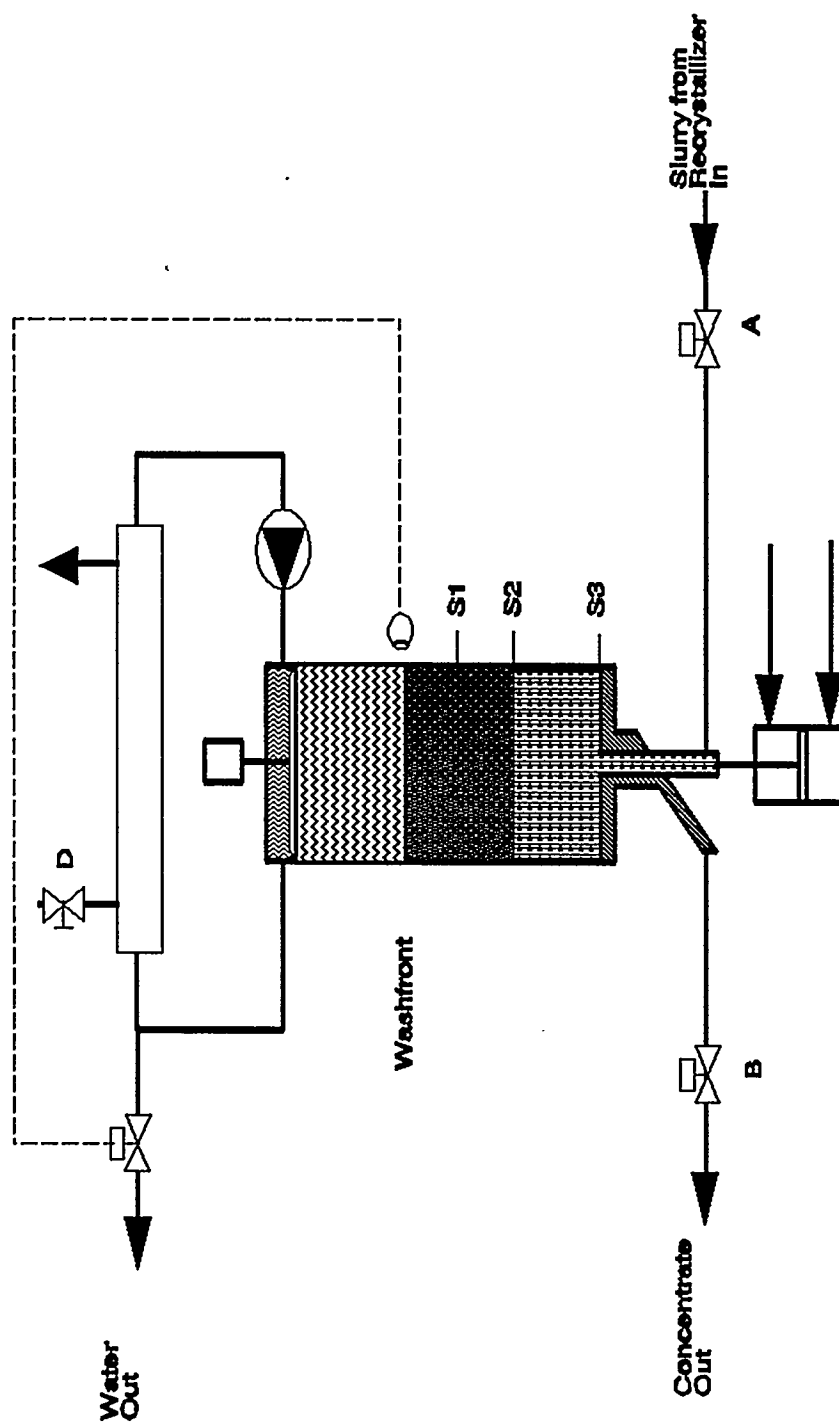 Water
Out
D
Washfront
S1
S2
S3
Slurry from
Recrystallizer
in
A
B
Concentrate
Out